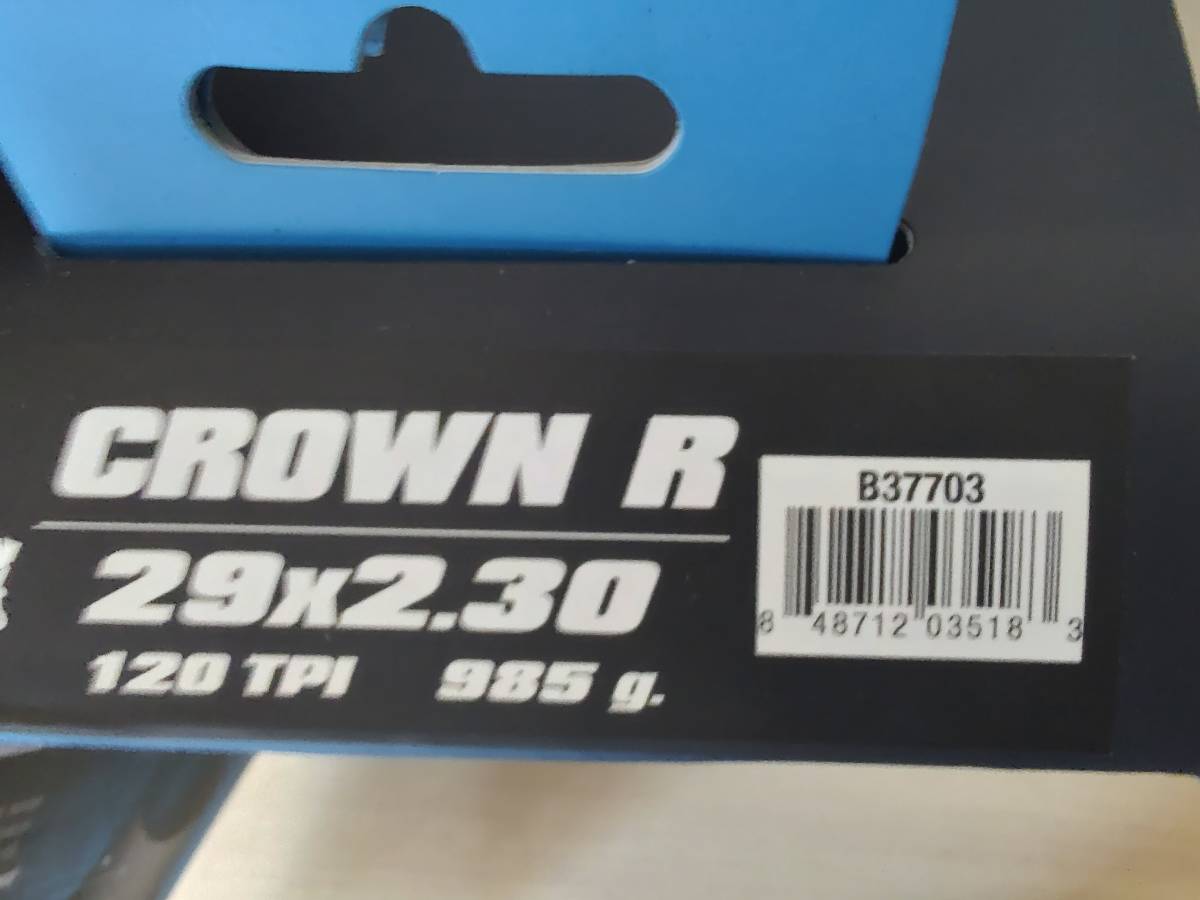 CROWN R
29x2.30
120 TPI 985 g.
B37703
8 48712 03518 3